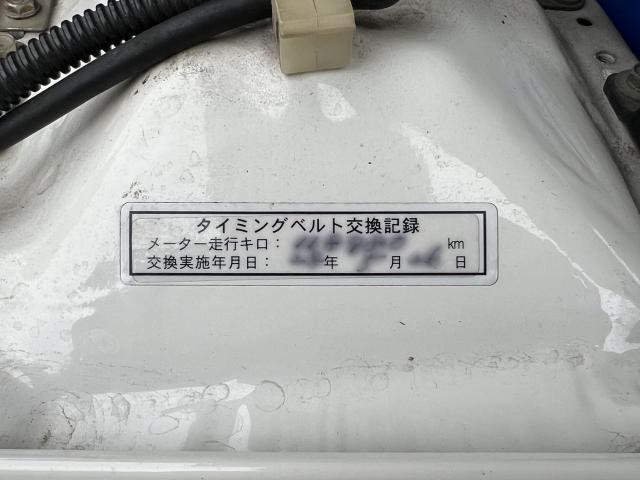 タイミングベルト交換記録
メーター走行キロ： km
交換実施年月日： 年 月 日